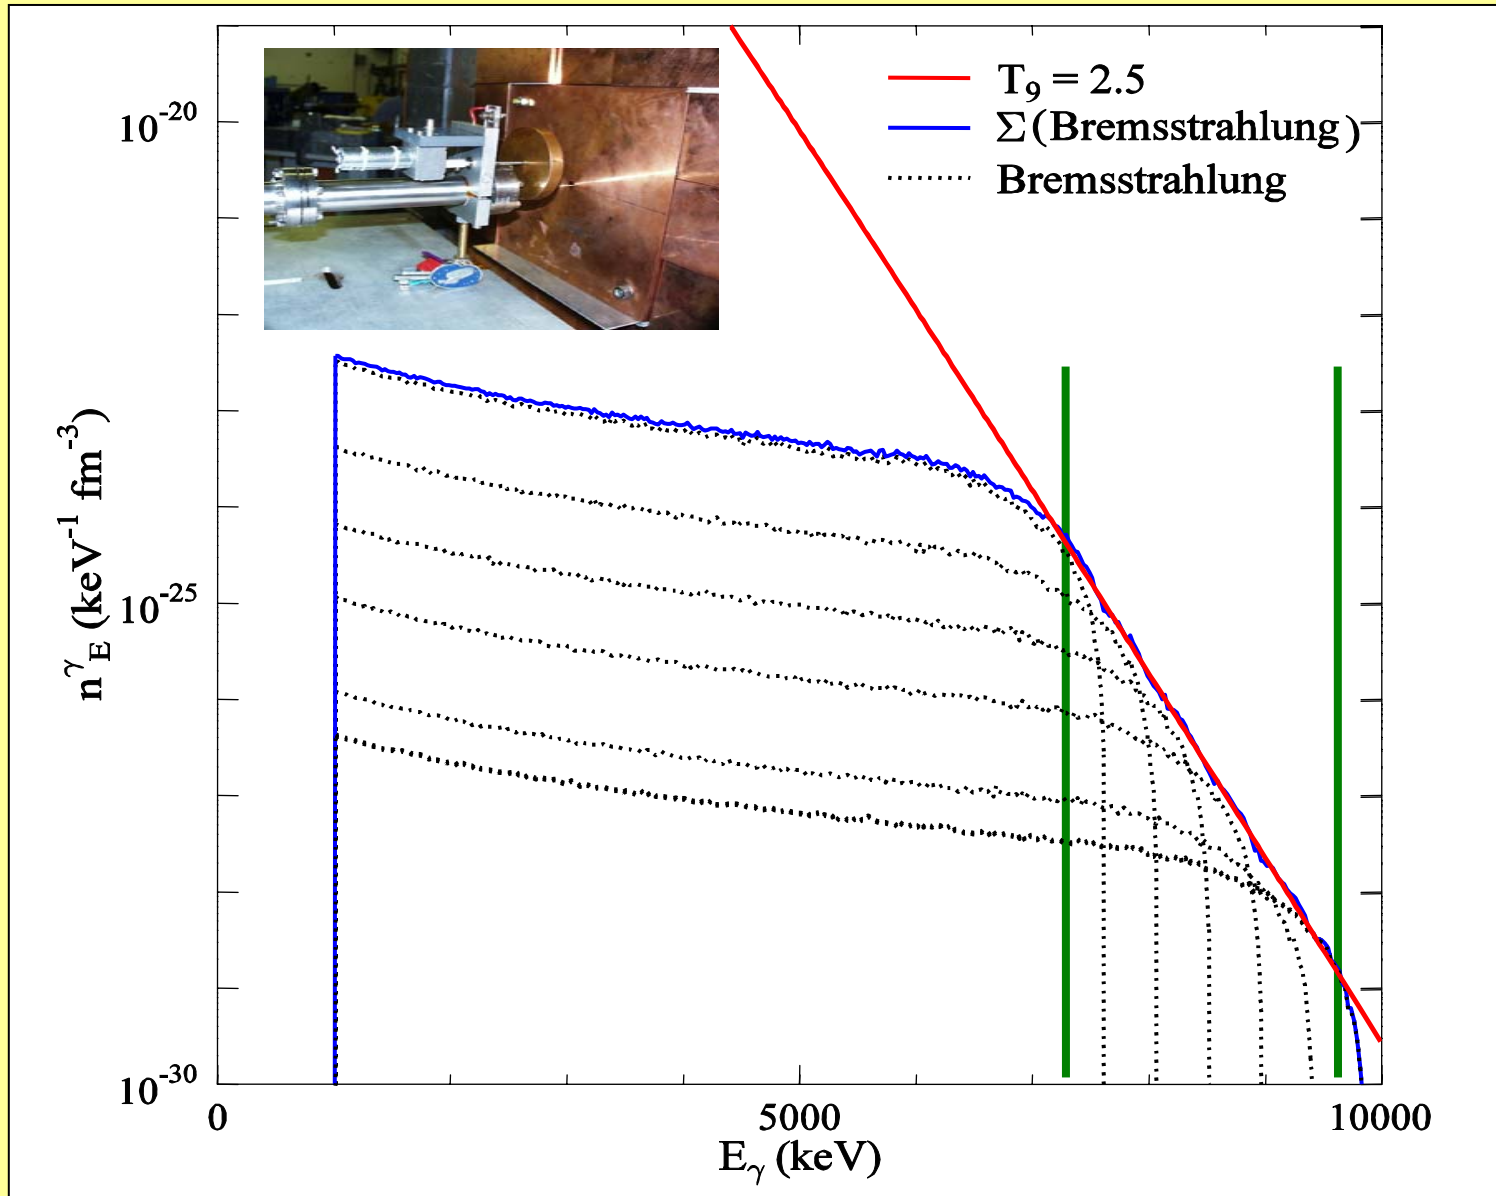 T₉ = 2.5
Σ(Bremsstrahlung)
Bremsstrahlung
10⁻²⁰
10⁻²⁵
10⁻³⁰
n^γ_E (keV⁻¹ fm⁻³)
0
5000
10000
E_γ (keV)